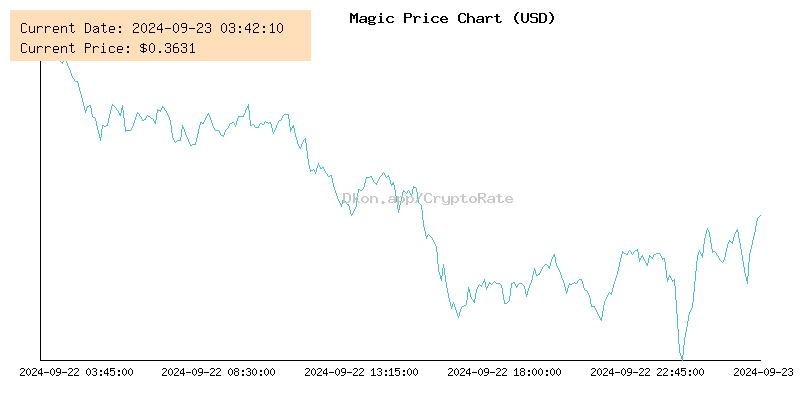 Magic Price Chart (USD)
Current Date: 2024-09-23 03:42:10
Current Price: $0.3631
Dkon.app/CryptoRate
2024-09-22 03:45:00 2024-09-22 08:30:00 2024-09-22 13:15:00 2024-09-22 18:00:00 2024-09-22 22:45:00 2024-09-23